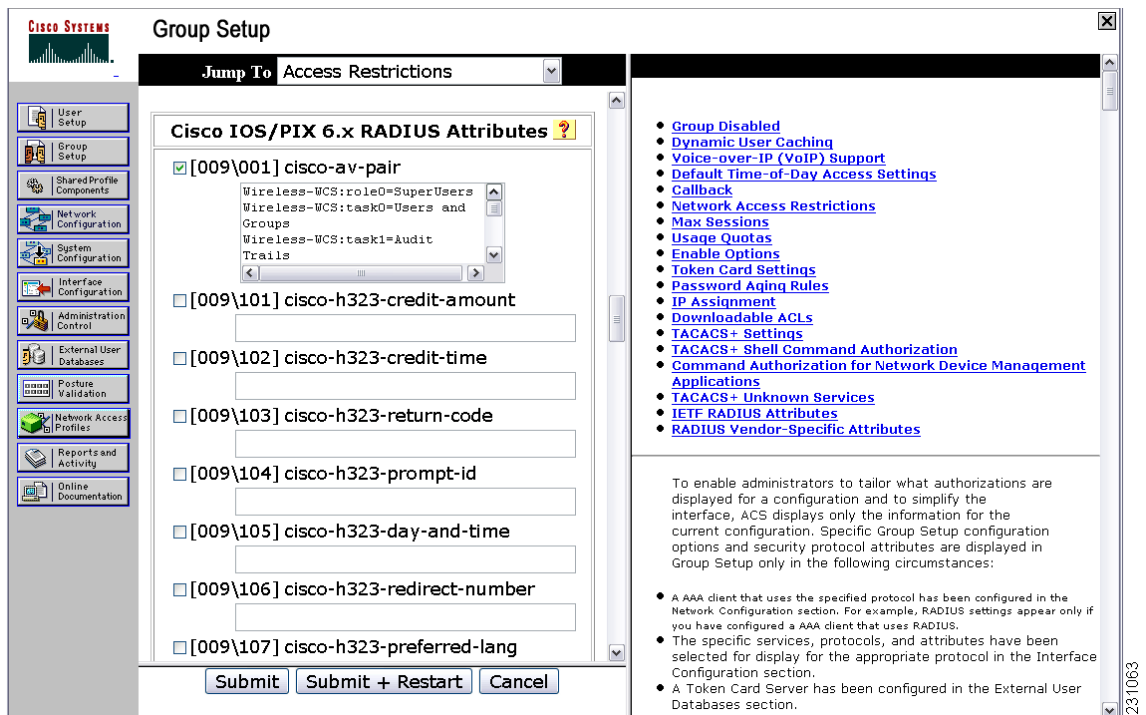 CISCO SYSTEMS
Group Setup
User
Setup
Group
Setup
Shared Profile
Components
Network
Configuration
System
Configuration
Interface
Configuration
Administration
Control
External User
Databases
Posture
Validation
Network Access
Profiles
Reports and
Activity
Online
Documentation
Jump To Access Restrictions
Cisco IOS/PIX 6.x RADIUS Attributes ?
[009\001] cisco-av-pair
Wireless-WCS:role0=SuperUsers
Wireless-WCS:task0=Users and
Groups
Wireless-WCS:task1=Audit
Trails
[009\101] cisco-h323-credit-amount
[009\102] cisco-h323-credit-time
[009\103] cisco-h323-return-code
[009\104] cisco-h323-prompt-id
[009\105] cisco-h323-day-and-time
[009\106] cisco-h323-redirect-number
[009\107] cisco-h323-preferred-lang
Submit Submit + Restart Cancel
Group Disabled
Dynamic User Caching
Voice-over-IP (VoIP) Support
Default Time-of-Day Access Settings
Callback
Network Access Restrictions
Max Sessions
Usage Quotas
Enable Options
Token Card Settings
Password Aging Rules
IP Assignment
Downloadable ACLs
TACACS+ Settings
TACACS+ Shell Command Authorization
Command Authorization for Network Device Management
Applications
TACACS+ Unknown Services
IETF RADIUS Attributes
RADIUS Vendor-Specific Attributes
To enable administrators to tailor what authorizations are
displayed for a configuration and to simplify the
interface, ACS displays only the information for the
current configuration. Specific Group Setup configuration
options and security protocol attributes are displayed in
Group Setup only in the following circumstances:
A AAA client that uses the specified protocol has been configured in the
Network Configuration section. For example, RADIUS settings appear only if
you have configured a AAA client that uses RADIUS.
The specific services, protocols, and attributes have been
selected for display for the appropriate protocol in the Interface
Configuration section.
A Token Card Server has been configured in the External User
Databases section.
231063